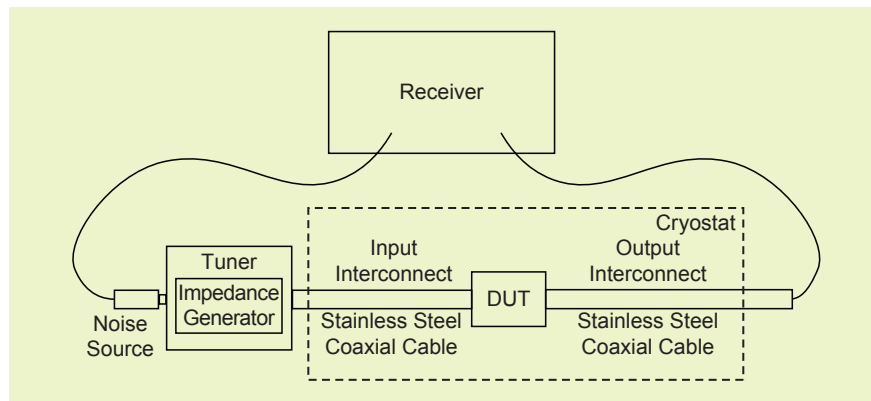 Receiver
Cryostat
Tuner
Impedance
Generator
Noise
Source
Input
Interconnect
Stainless Steel
Coaxial Cable
DUT
Output
Interconnect
Stainless Steel
Coaxial Cable